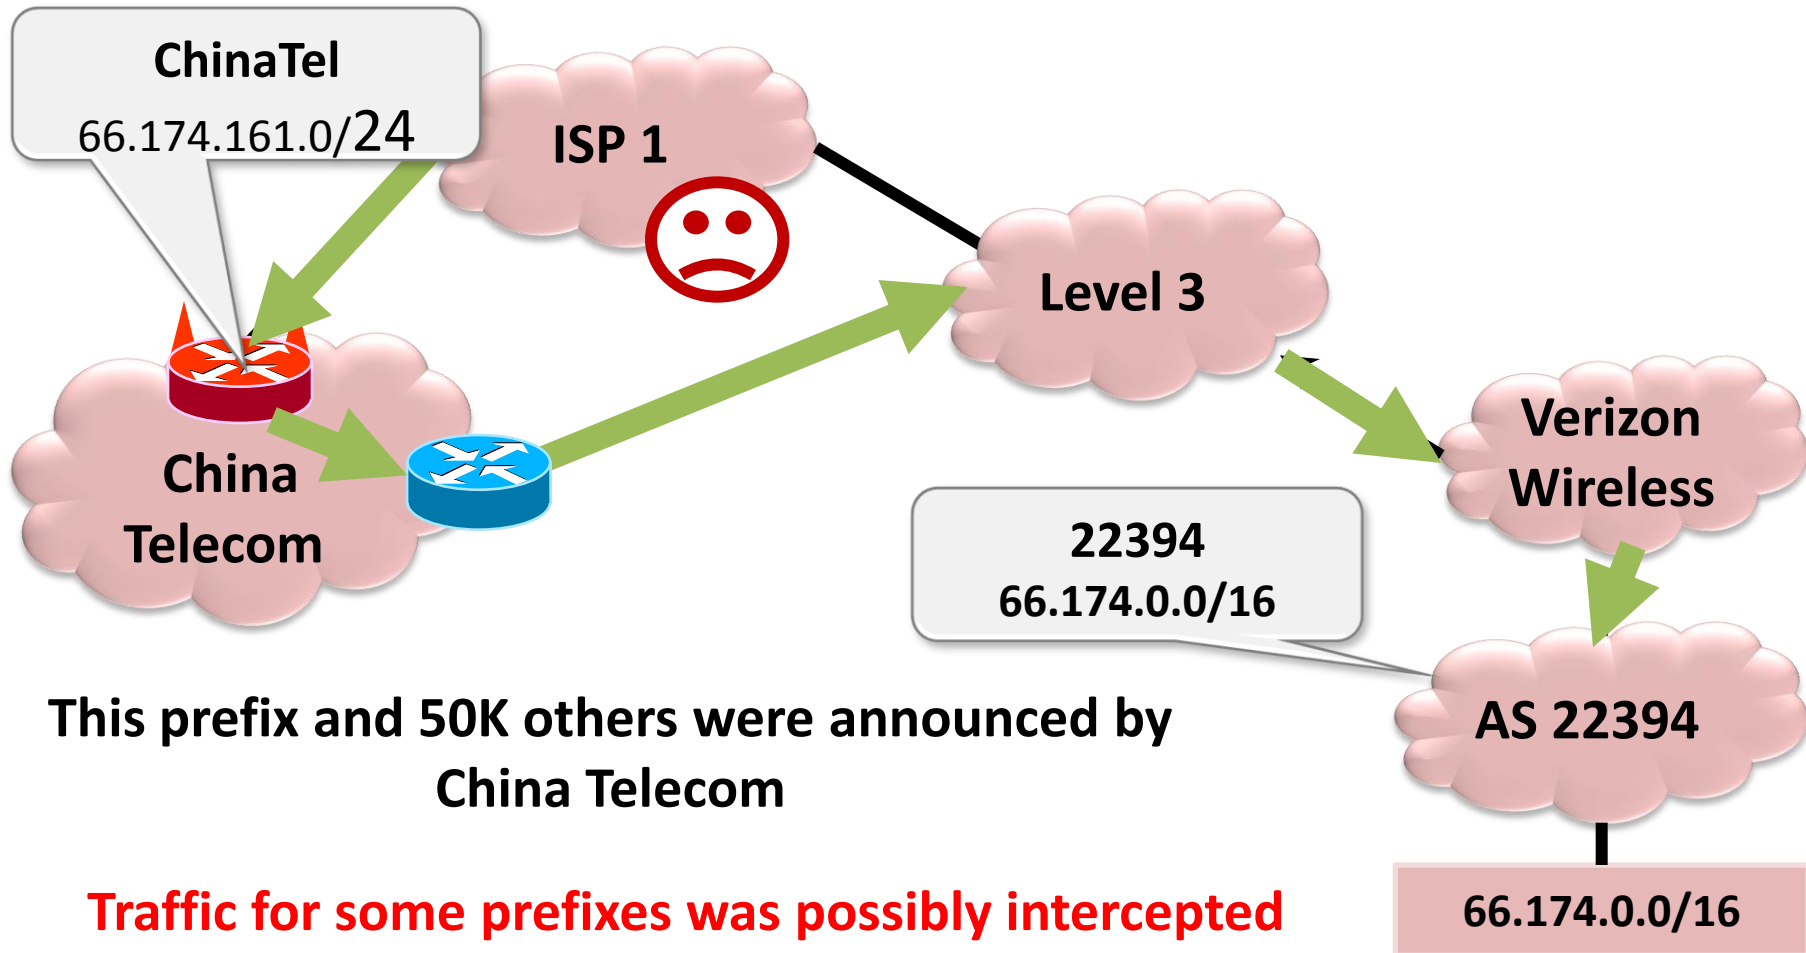 ChinaTel
66.174.161.0/24
ISP 1
Level 3
China
Telecom
Verizon
Wireless
22394
66.174.0.0/16
AS 22394
This prefix and 50K others were announced by
China Telecom
Traffic for some prefixes was possibly intercepted
66.174.0.0/16